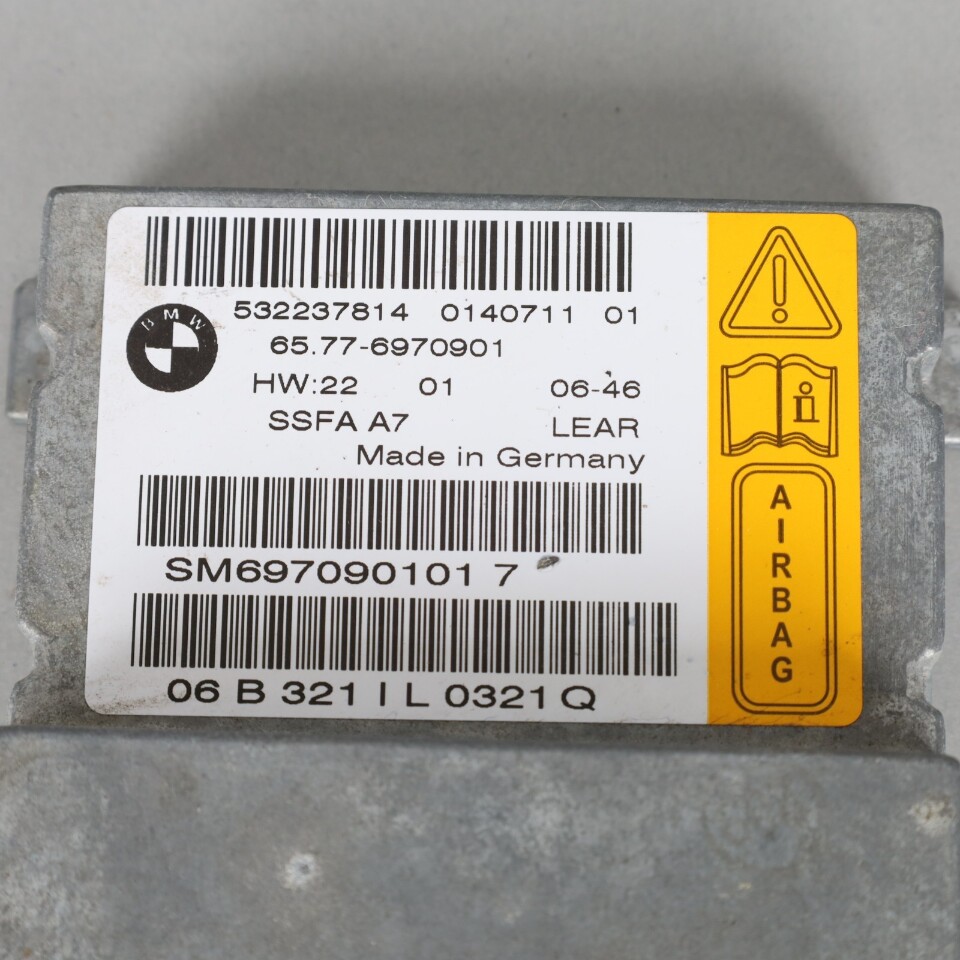 532237814 0140711 01
BMW
65.77-6970901
HW:22 01 06-46
SSFA A7 LEAR
Made in Germany
SM697090101 7
06 B 321 I L 0321 Q
i
AIRBAG